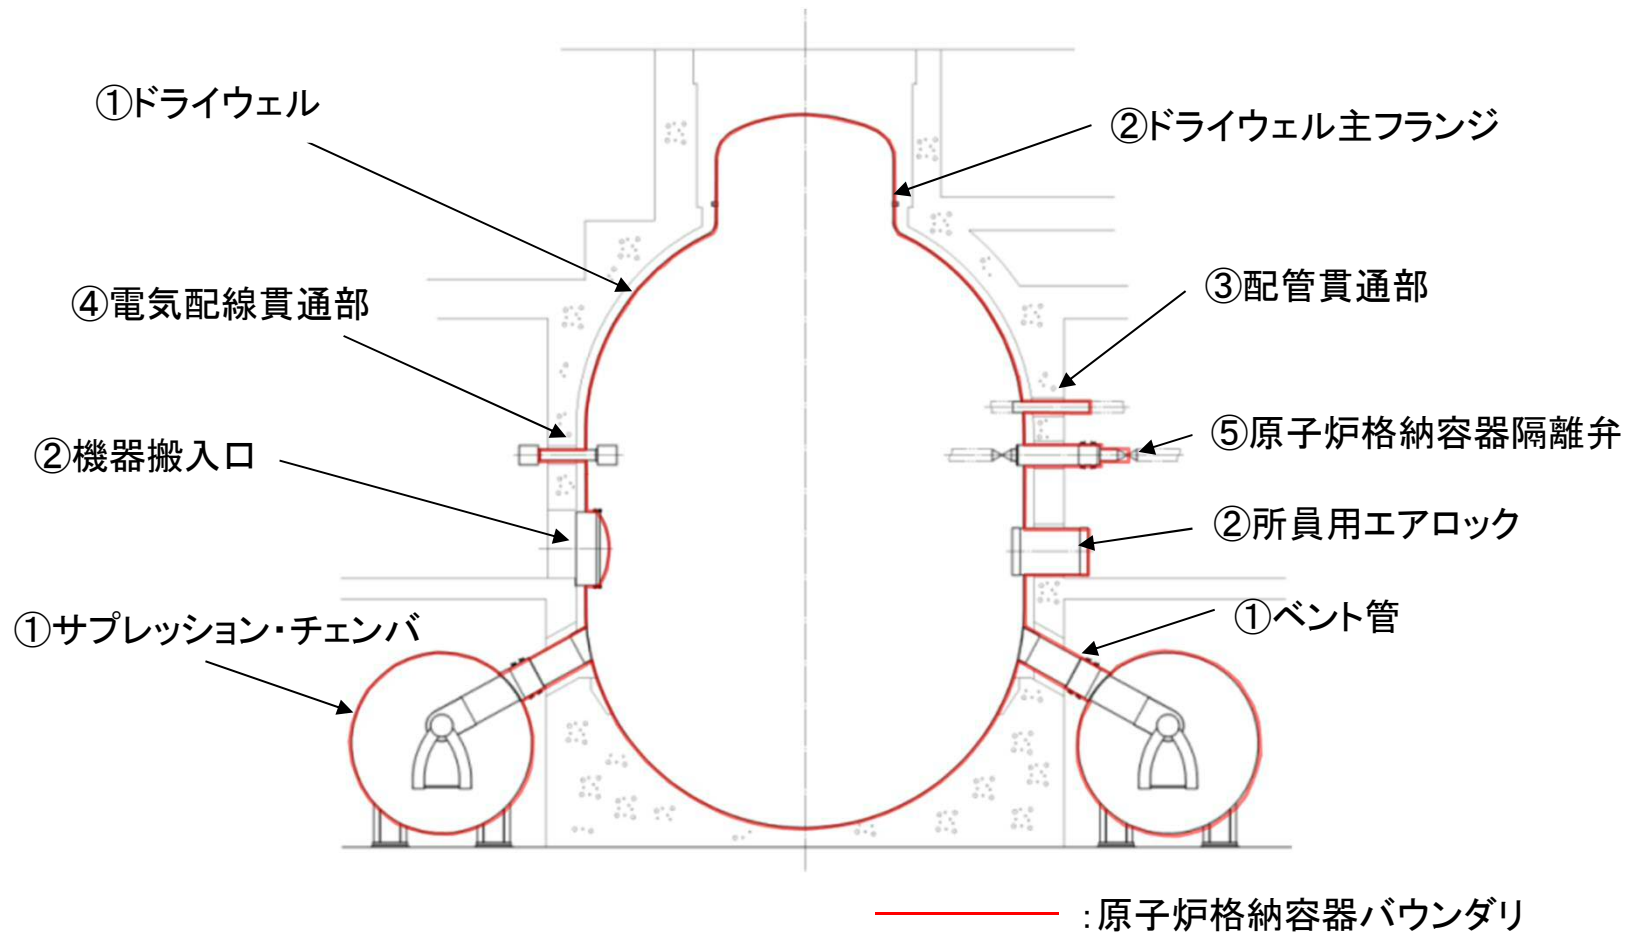 ①ドライウェル
②ドライウェル主フランジ
④電気配線貫通部
③配管貫通部
②機器搬入口
⑤原子炉格納容器隔離弁
②所員用エアロック
①サプレッション・チェンバ
①ベント管
:原子炉格納容器バウンダリ